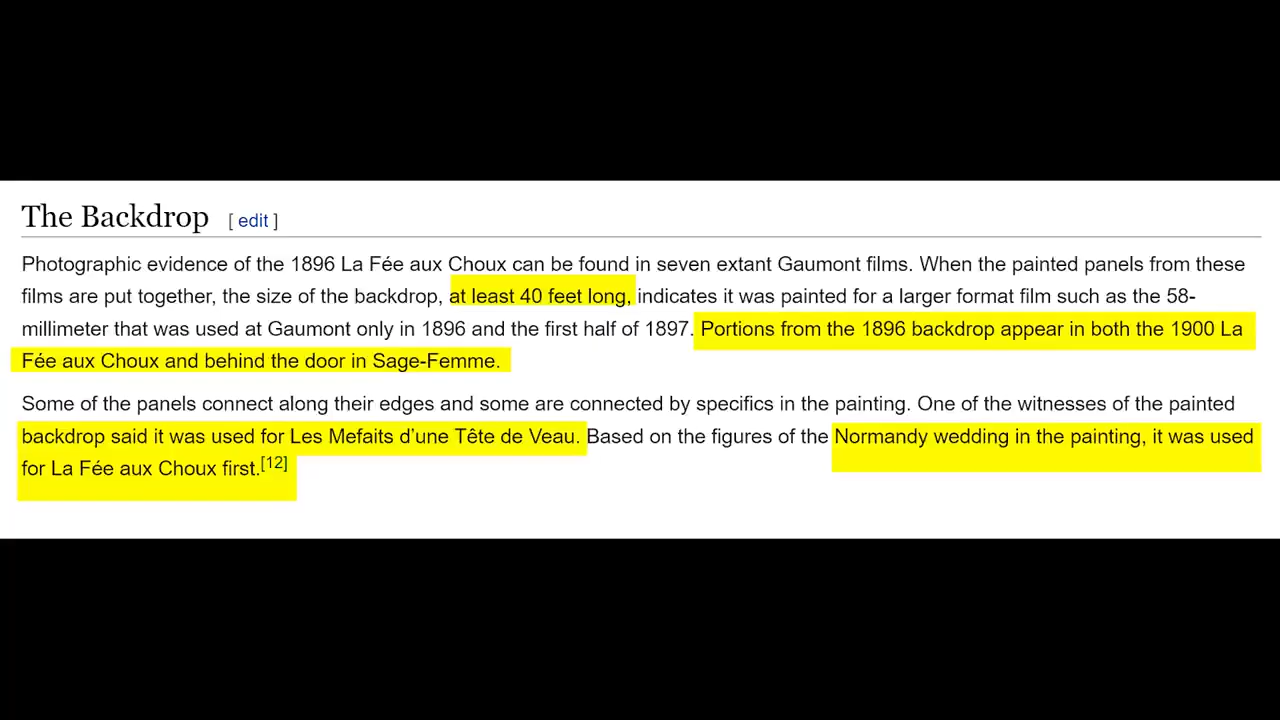 The Backdrop [ edit ]
Photographic evidence of the 1896 La Fée aux Choux can be found in seven extant Gaumont films. When the painted panels from these
films are put together, the size of the backdrop, at least 40 feet long, indicates it was painted for a larger format film such as the 58-
millimeter that was used at Gaumont only in 1896 and the first half of 1897. Portions from the 1896 backdrop appear in both the 1900 La
Fée aux Choux and behind the door in Sage-Femme.
Some of the panels connect along their edges and some are connected by specifics in the painting. One of the witnesses of the painted
backdrop said it was used for Les Mefaits d’une Tête de Veau. Based on the figures of the Normandy wedding in the painting, it was used
for La Fée aux Choux first.[12]